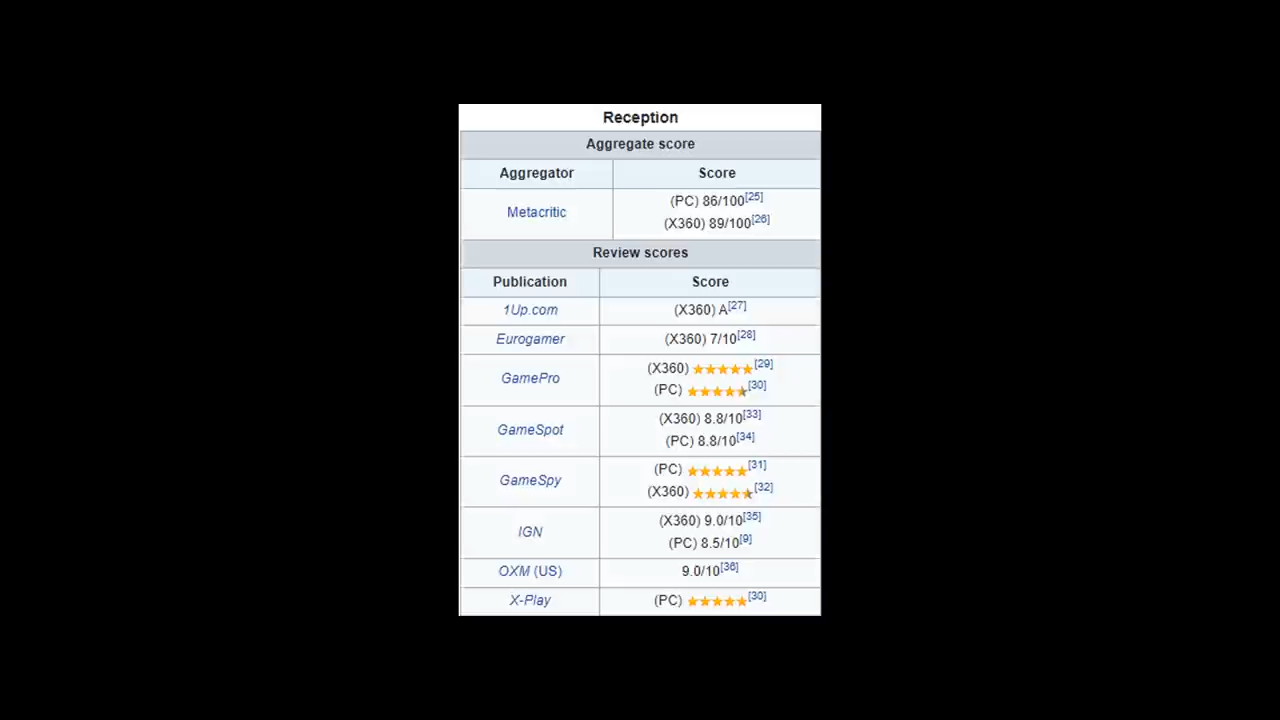 Reception
Aggregate score
Aggregator Score
Metacritic (PC) 86/100[25]
(X360) 89/100[26]
Review scores
Publication Score
1Up.com (X360) A[27]
Eurogamer (X360) 7/10[28]
GamePro (X360) ★★★★★[29]
(PC) ★★★★⯨[30]
GameSpot (X360) 8.8/10[33]
(PC) 8.8/10[34]
GameSpy (PC) ★★★★★[31]
(X360) ★★★★⯨[32]
IGN (X360) 9.0/10[35]
(PC) 8.5/10[9]
OXM (US) 9.0/10[36]
X-Play (PC) ★★★★★[30]